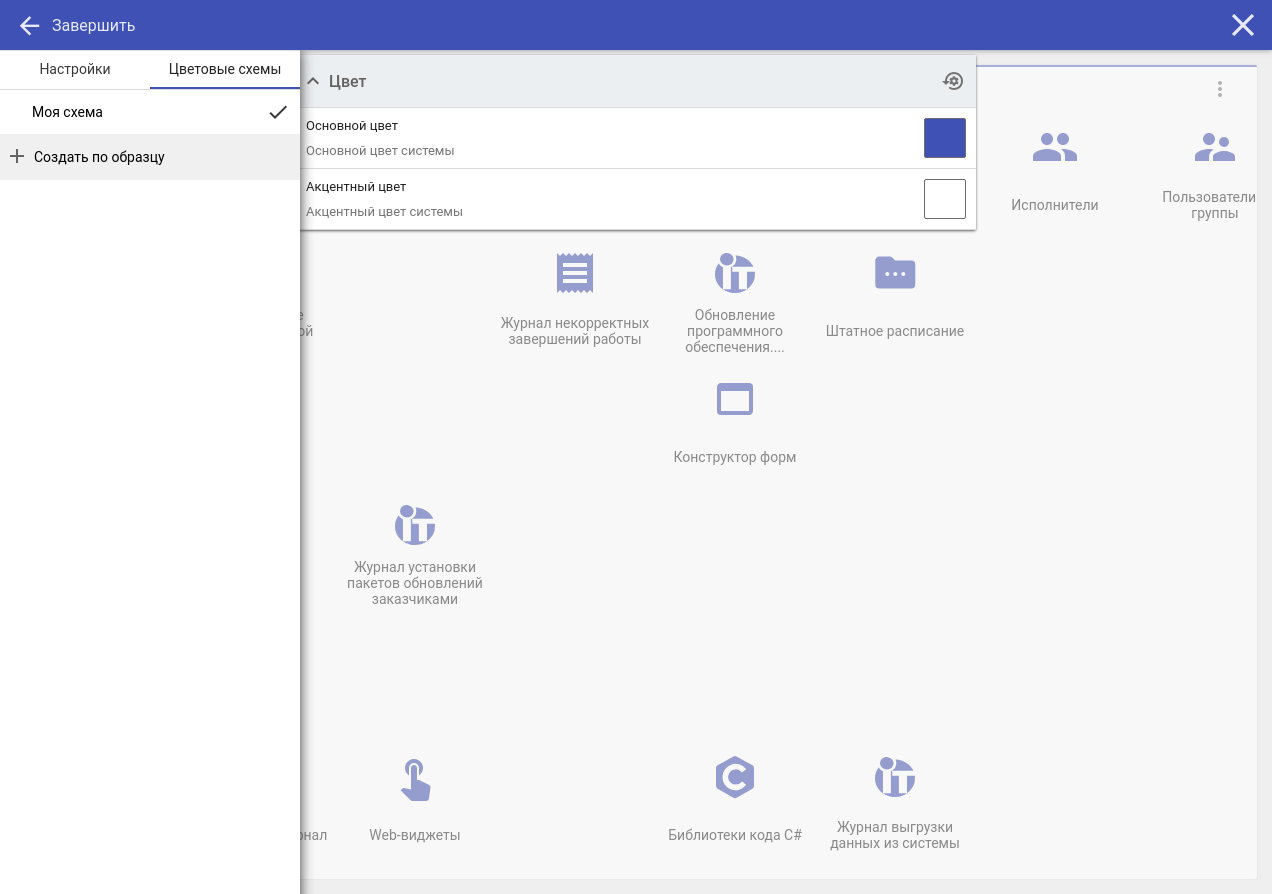 Завершить
Настройки
Цветовые схемы
Моя схема
Создать по образцу
Цвет
Основной цвет
Основной цвет системы
Акцентный цвет
Акцентный цвет системы
Исполнители
Пользователи
группы
е
ой
Журнал некорректных
завершений работы
Обновление
программного
обеспечения....
Штатное расписание
Конструктор форм
Журнал установки
пакетов обновлений
заказчиками
нал
Web-виджеты
Библиотеки кода C#
Журнал выгрузки
данных из системы